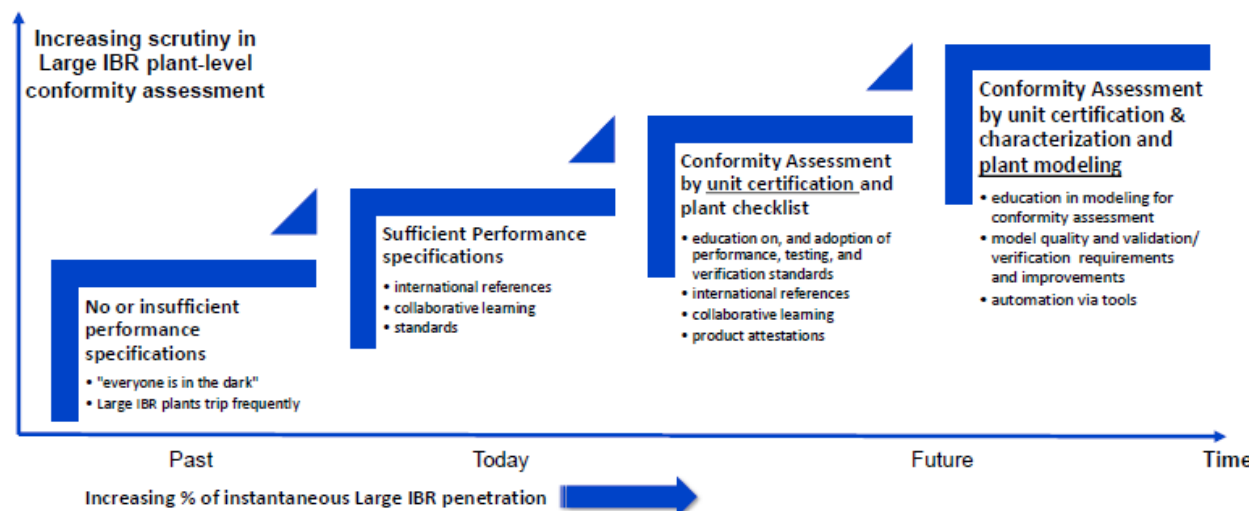 Increasing scrutiny in
Large IBR plant-level
conformity assessment
No or insufficient
performance
specifications
• "everyone is in the dark"
• Large IBR plants trip frequently
Sufficient Performance
specifications
• international references
• collaborative learning
• standards
Conformity Assessment
by unit certification and
plant checklist
• education on, and adoption of
performance, testing, and
verification standards
• international references
• collaborative learning
• product attestations
Conformity Assessment
by unit certification &
characterization and
plant modeling
• education in modeling for
conformity assessment
• model quality and validation/
verification requirements
and improvements
• automation via tools
Past
Today
Future
Time
Increasing % of instantaneous Large IBR penetration